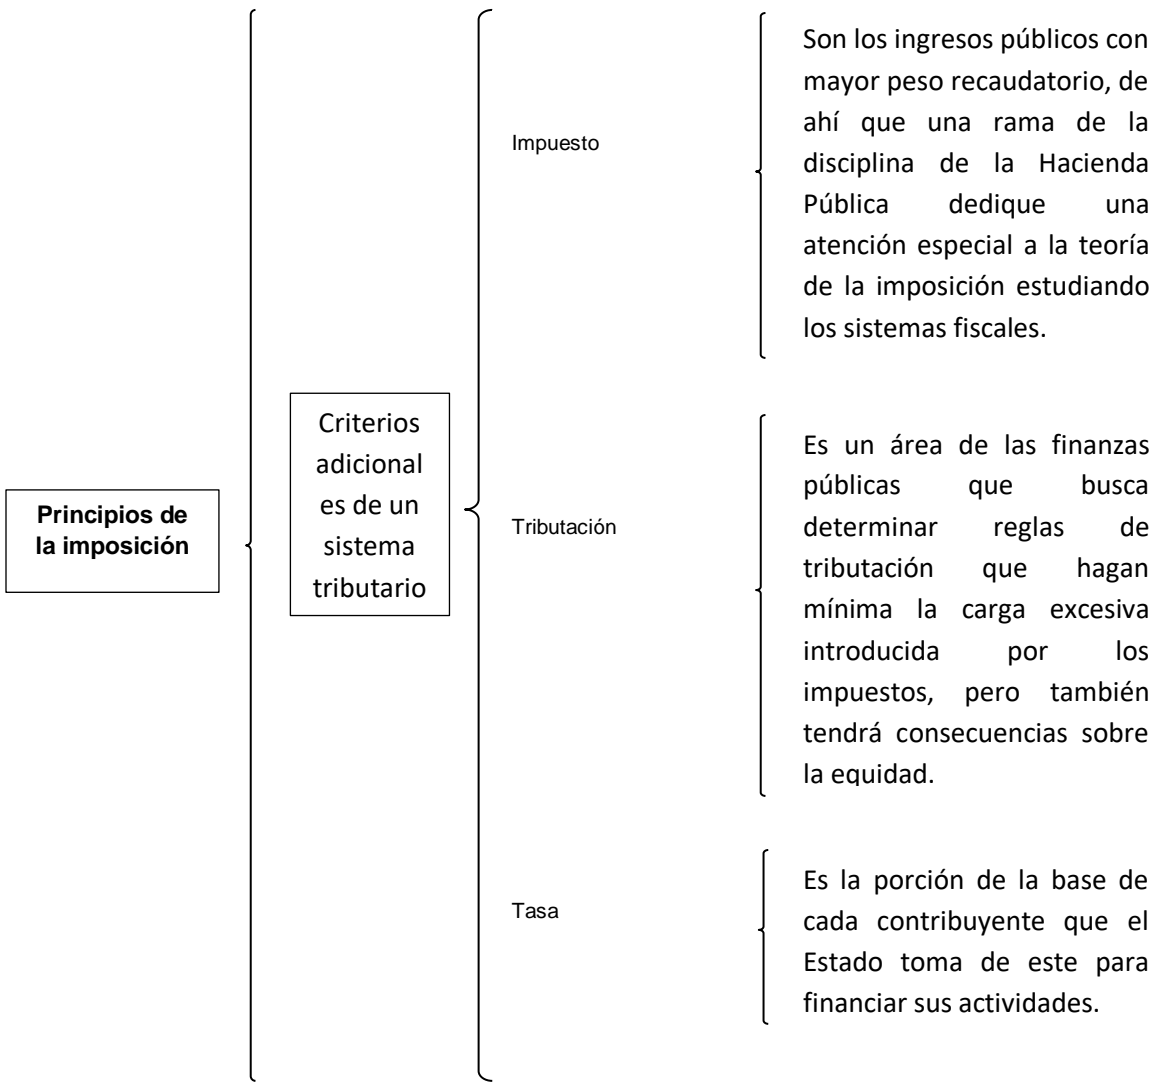 Principios de
la imposición
Criterios
adicional
es de un
sistema
tributario
Impuesto
Son los ingresos públicos con
mayor peso recaudatorio, de
ahí que una rama de la
disciplina de la Hacienda
Pública dedique una
atención especial a la teoría
de la imposición estudiando
los sistemas fiscales.
Tributación
Es un área de las finanzas
públicas que busca
determinar reglas de
tributación que hagan
mínima la carga excesiva
introducida por los
impuestos, pero también
tendrá consecuencias sobre
la equidad.
Tasa
Es la porción de la base de
cada contribuyente que el
Estado toma de este para
financiar sus actividades.